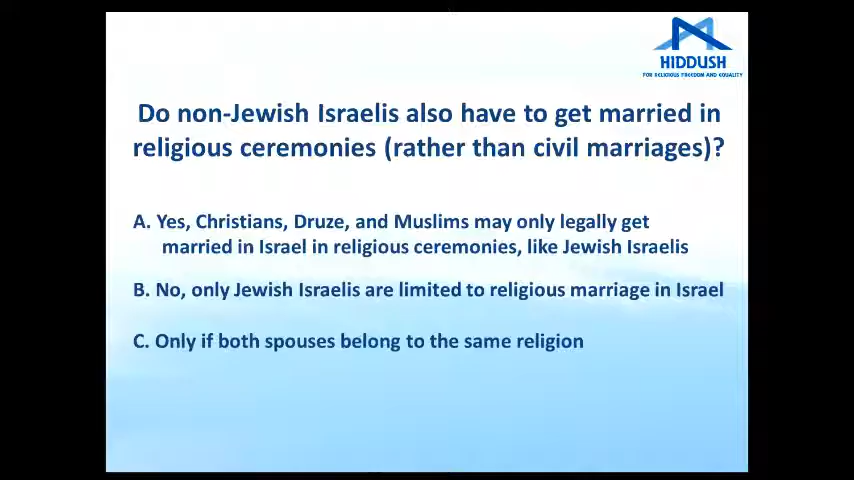 HIDDUSH
FOR RELIGIOUS FREEDOM AND EQUALITY
Do non-Jewish Israelis also have to get married in
religious ceremonies (rather than civil marriages)?
A. Yes, Christians, Druze, and Muslims may only legally get
married in Israel in religious ceremonies, like Jewish Israelis
B. No, only Jewish Israelis are limited to religious marriage in Israel
C. Only if both spouses belong to the same religion